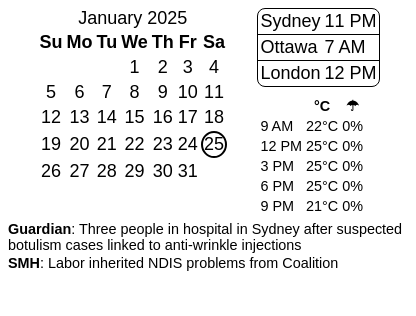 January 2025
Su Mo Tu We Th Fr Sa
1 2 3 4
5 6 7 8 9 10 11
12 13 14 15 16 17 18
19 20 21 22 23 24 25
26 27 28 29 30 31
Sydney 11 PM
Ottawa 7 AM
London 12 PM
°C ☂
9 AM 22°C 0%
12 PM 25°C 0%
3 PM 25°C 0%
6 PM 25°C 0%
9 PM 21°C 0%
Guardian: Three people in hospital in Sydney after suspected
botulism cases linked to anti-wrinkle injections
SMH: Labor inherited NDIS problems from Coalition